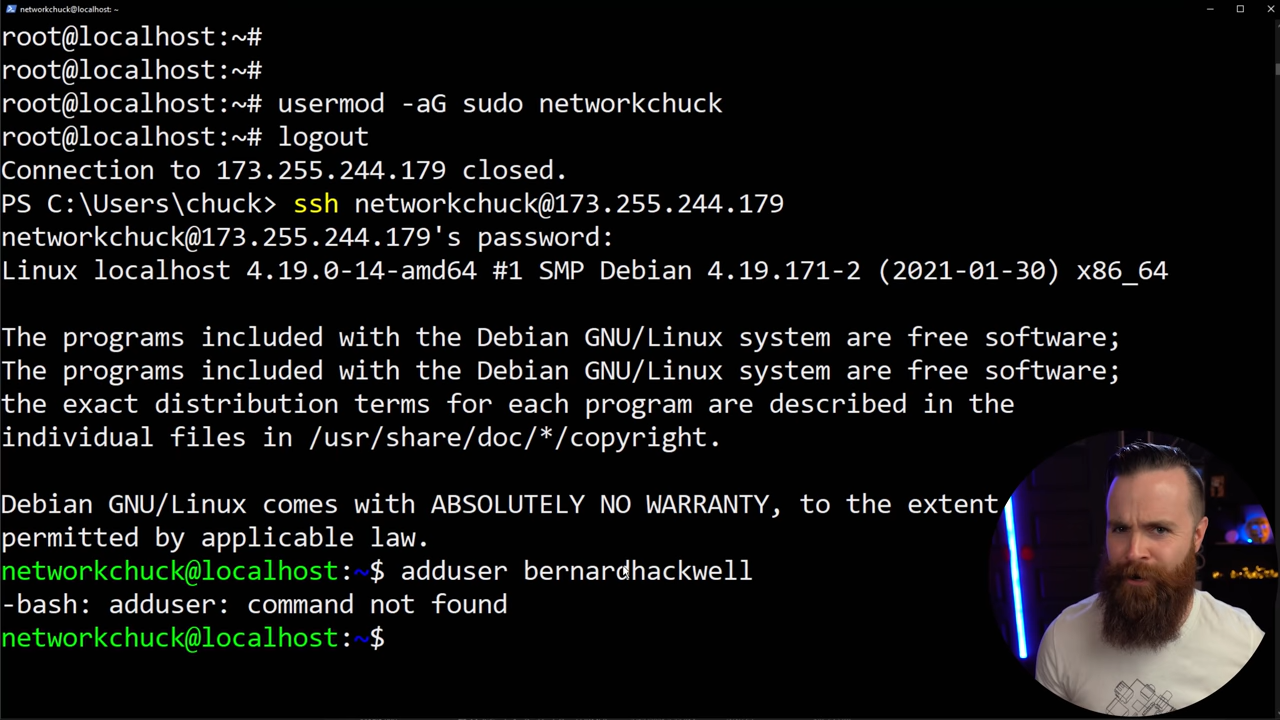 networkchuck@localhost: ~
root@localhost:~#
root@localhost:~#
root@localhost:~# usermod -aG sudo networkchuck
root@localhost:~# logout
Connection to 173.255.244.179 closed.
PS C:\Users\chuck> ssh networkchuck@173.255.244.179
networkchuck@173.255.244.179's password:
Linux localhost 4.19.0-14-amd64 #1 SMP Debian 4.19.171-2 (2021-01-30) x86_64
The programs included with the Debian GNU/Linux system are free software;
The programs included with the Debian GNU/Linux system are free software;
the exact distribution terms for each program are described in the
individual files in /usr/share/doc/*/copyright.
Debian GNU/Linux comes with ABSOLUTELY NO WARRANTY, to the extent
permitted by applicable law.
networkchuck@localhost:~$ adduser bernardhackwell
-bash: adduser: command not found
networkchuck@localhost:~$